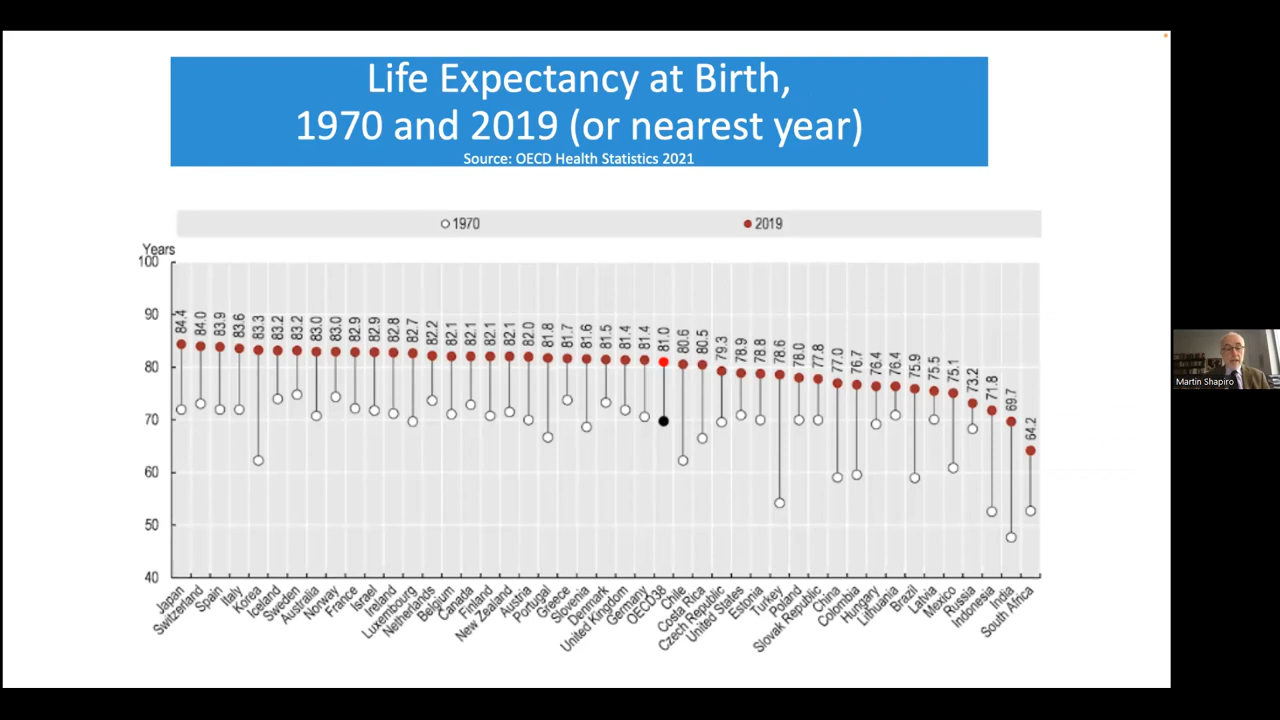 Life Expectancy at Birth,
1970 and 2019 (or nearest year)
Source: OECD Health Statistics 2021
1970 2019
Years
100
90
80
70
60
50
40
84.4 84.0 83.9 83.6 83.3 83.2 83.2 83.0 83.0 82.9 82.9 82.8 82.7 82.2 82.1 82.1 82.1 82.1 82.0 81.8 81.7 81.6 81.5 81.4 81.4 81.0 80.6 80.5 79.3 78.9 78.8 78.6 78.0 77.8 77.0 76.7 76.4 76.4 75.9 75.5 75.1 73.2 71.8 69.7 64.2
Japan
Switzerland
Spain
Italy
Korea
Iceland
Sweden
Australia
Norway
France
Israel
Ireland
Luxembourg
Netherlands
Belgium
Canada
Finland
New Zealand
Austria
Portugal
Greece
Slovenia
Denmark
United Kingdom
Germany
OECD38
Chile
Costa Rica
Czech Republic
United States
Estonia
Turkey
Poland
Slovak Republic
China
Colombia
Hungary
Lithuania
Brazil
Latvia
Mexico
Russia
Indonesia
India
South Africa
Martin Shapiro